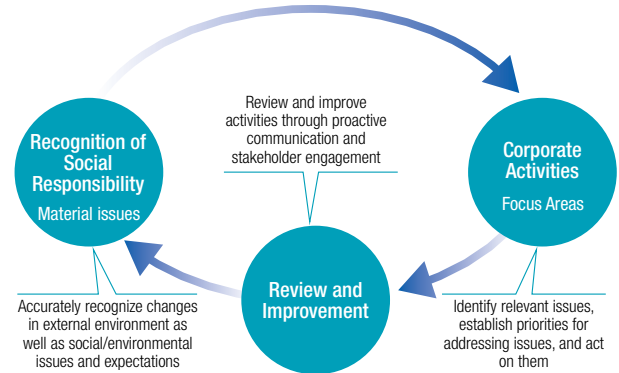 Review and improve
activities through proactive
communication and
stakeholder engagement
Recognition of
Social
Responsibility
Material issues
Corporate
Activities
Focus Areas
Review and
Improvement
Accurately recognize changes
in external environment as
well as social/environmental
issues and expectations
Identify relevant issues,
establish priorities for
addressing issues, and act
on them